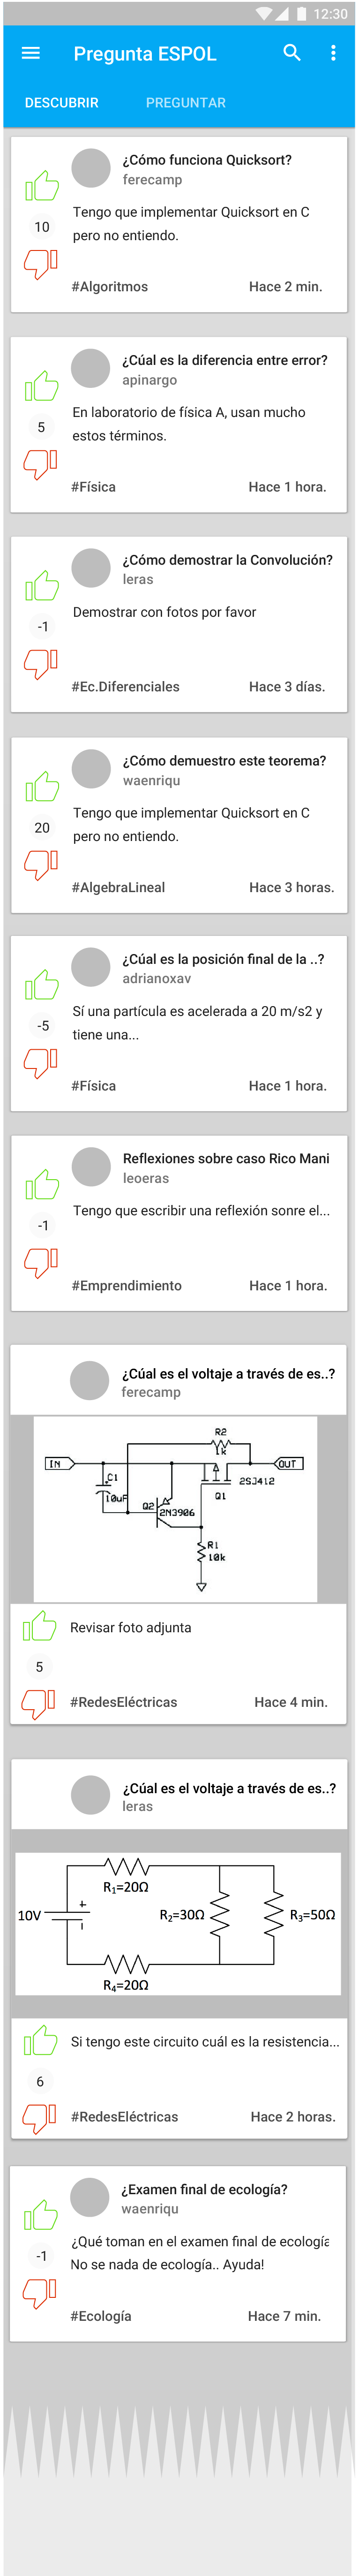 12:30
Pregunta ESPOL
DESCUBRIR PREGUNTAR
¿Cómo funciona Quicksort?
ferecamp
Tengo que implementar Quicksort en C
10
pero no entiendo.
#Algoritmos Hace 2 min.
¿Cúal es la diferencia entre error?
apinargo
En laboratorio de física A, usan mucho
5
estos términos.
#Física Hace 1 hora.
¿Cómo demostrar la Convolución?
leras
Demostrar con fotos por favor
-1
#Ec.Diferenciales Hace 3 días.
¿Cómo demuestro este teorema?
waenriqu
Tengo que implementar Quicksort en C
20
pero no entiendo.
#AlgebraLineal Hace 3 horas.
¿Cúal es la posición final de la ..?
adrianoxav
Sí una partícula es acelerada a 20 m/s2 y
-5
tiene una...
#Física Hace 1 hora.
Reflexiones sobre caso Rico Mani
leoeras
Tengo que escribir una reflexión sonre el...
-1
#Emprendimiento Hace 1 hora.
¿Cúal es el voltaje a través de es..?
ferecamp
R2
1k
IN OUT
C1 2SJ412
10uF Q2 Q1
2N3906
R1
10k
Revisar foto adjunta
5
#RedesEléctricas Hace 4 min.
¿Cúal es el voltaje a través de es..?
leras
R₁=20Ω
+
10V R₂=30Ω R₃=50Ω
R₄=20Ω
Si tengo este circuito cuál es la resistencia...
6
#RedesEléctricas Hace 2 horas.
¿Examen final de ecología?
waenriqu
¿Qué toman en el examen final de ecología
-1
No se nada de ecología.. Ayuda!
#Ecología Hace 7 min.